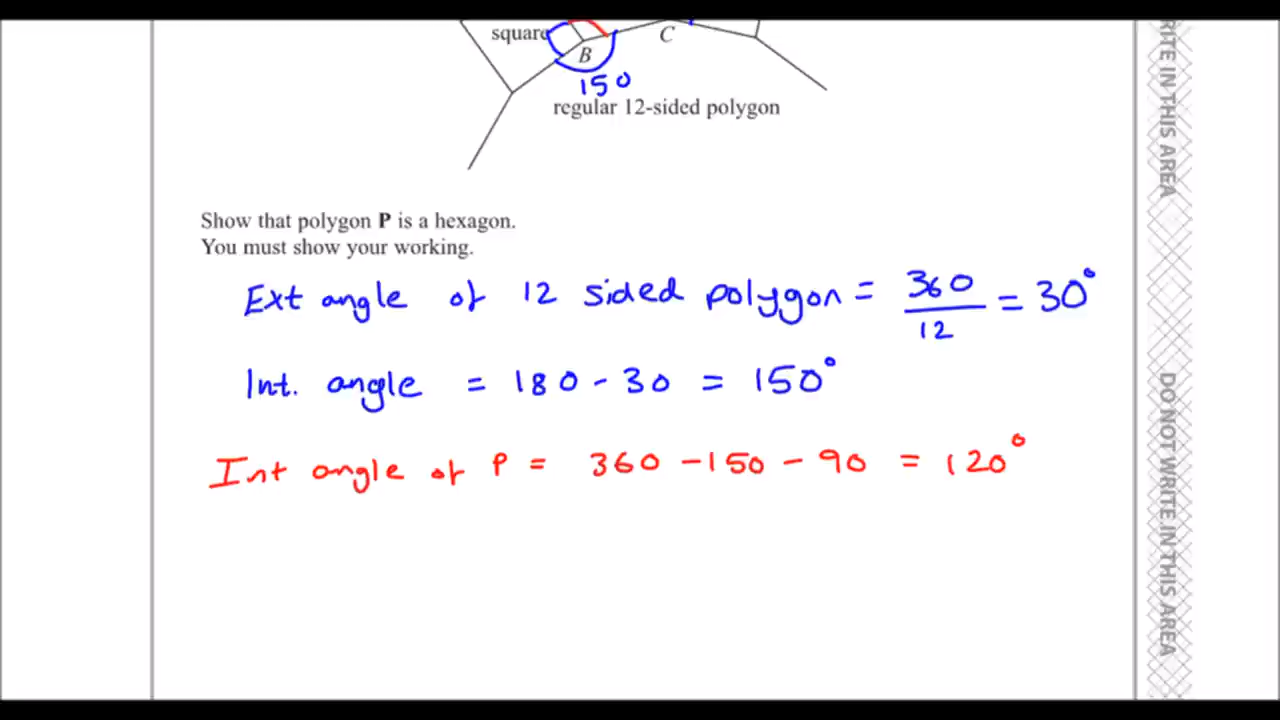 square
B
C
150
regular 12-sided polygon
Show that polygon P is a hexagon.
You must show your working.
Ext angle of 12 sided polygon = 360/12 = 30°
Int. angle = 180 - 30 = 150°
Int angle of P = 360 - 150 - 90 = 120°
RITE IN THIS AREA
DO NOT WRITE IN THIS AREA